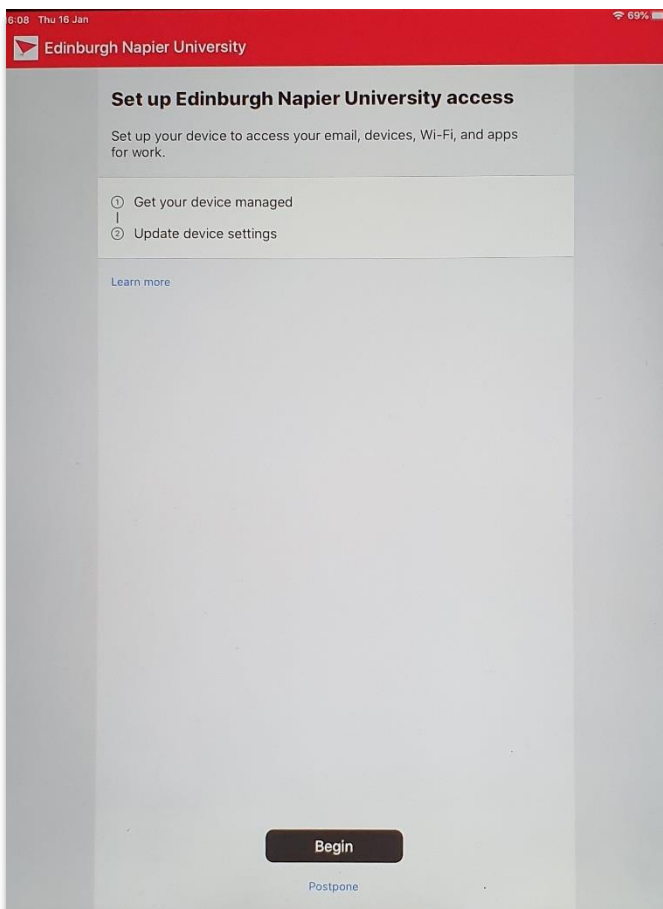 6:08 Thu 16 Jan 69%
Edinburgh Napier University
Set up Edinburgh Napier University access
Set up your device to access your email, devices, Wi-Fi, and apps
for work.
1 Get your device managed
2 Update device settings
Learn more
Begin
Postpone